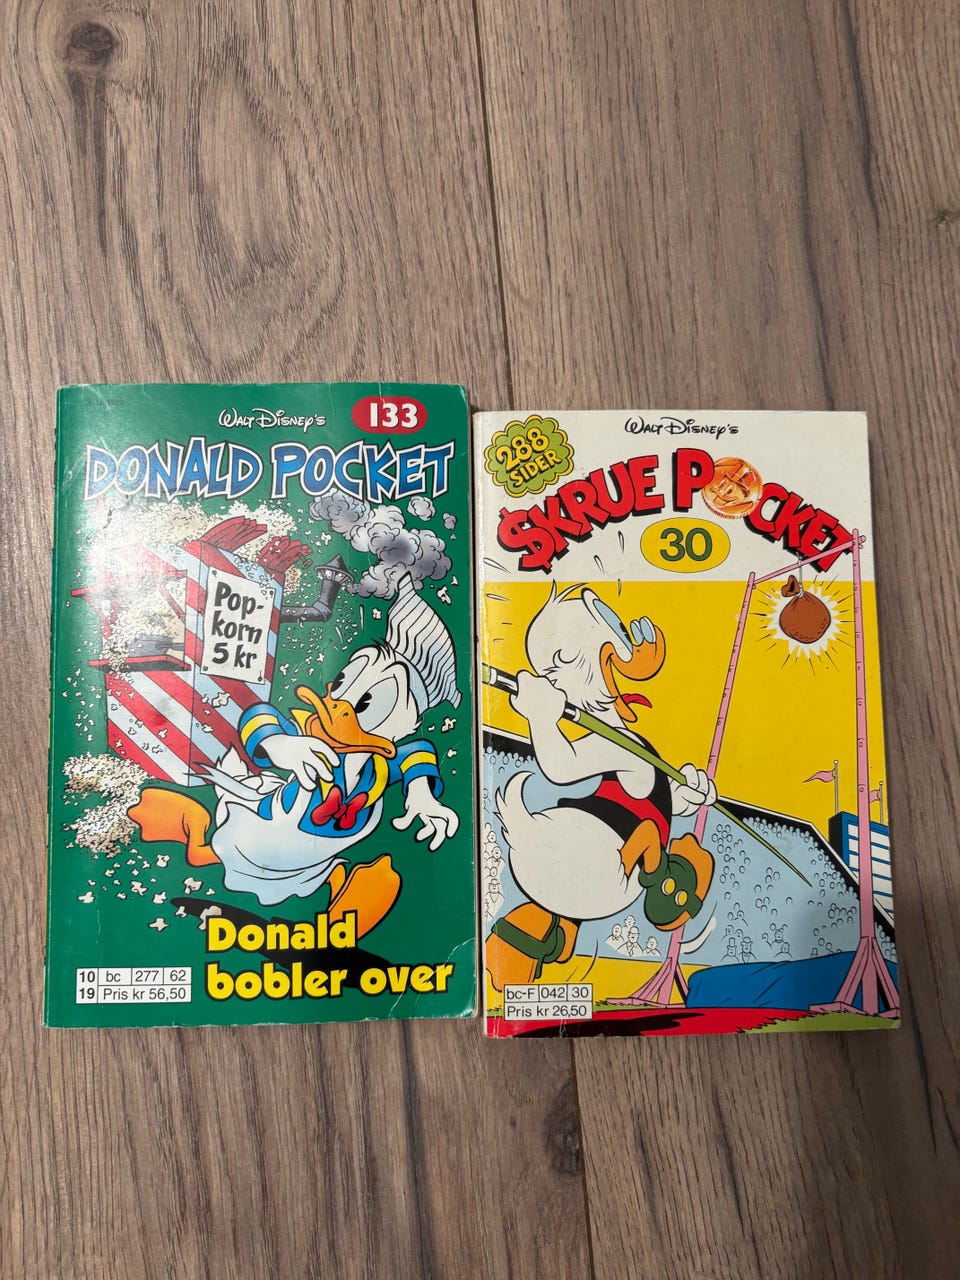 Walt Disney's
133
DONALD POCKET
Pop-
korn
5 kr
Donald
bobler over
10 bc 277 62
19 Pris kr 56,50
288
SIDER
Walt Disney's
$KRUE POCKET
30
bc-F 042 30
Pris kr 26,50